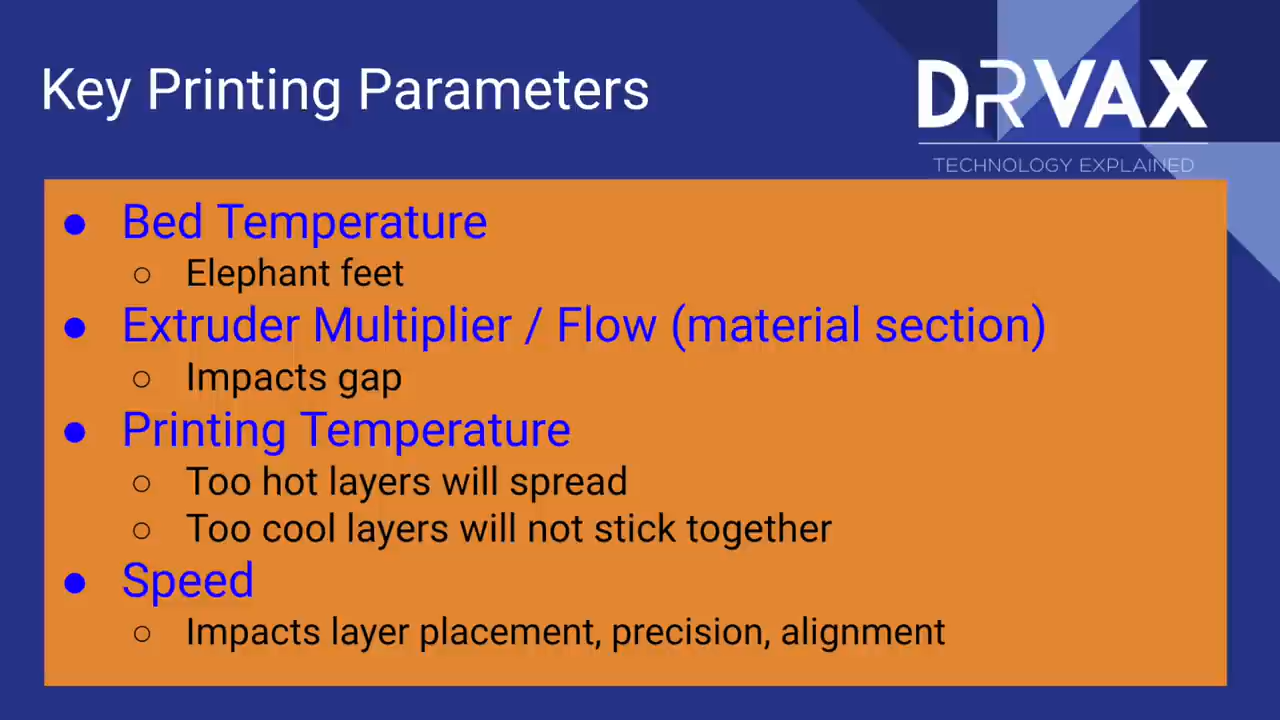 Key Printing Parameters
DRVAX
TECHNOLOGY EXPLAINED
● Bed Temperature
○ Elephant feet
● Extruder Multiplier / Flow (material section)
○ Impacts gap
● Printing Temperature
○ Too hot layers will spread
○ Too cool layers will not stick together
● Speed
○ Impacts layer placement, precision, alignment